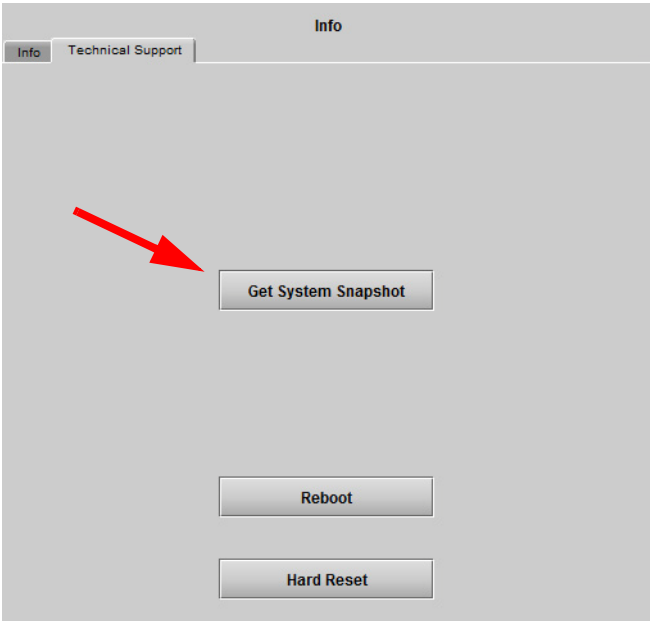 Info
Info Technical Support
Get System Snapshot
Reboot
Hard Reset